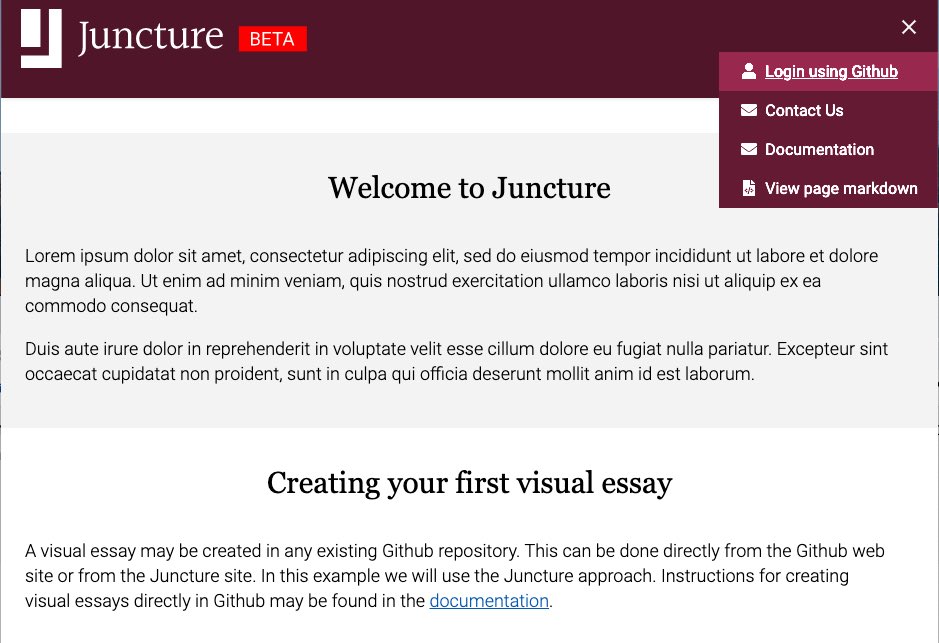 Juncture BETA
Login using Github
Contact Us
Documentation
View page markdown
Welcome to Juncture
Lorem ipsum dolor sit amet, consectetur adipiscing elit, sed do eiusmod tempor incididunt ut labore et dolore
magna aliqua. Ut enim ad minim veniam, quis nostrud exercitation ullamco laboris nisi ut aliquip ex ea
commodo consequat.
Duis aute irure dolor in reprehenderit in voluptate velit esse cillum dolore eu fugiat nulla pariatur. Excepteur sint
occaecat cupidatat non proident, sunt in culpa qui officia deserunt mollit anim id est laborum.
Creating your first visual essay
A visual essay may be created in any existing Github repository. This can be done directly from the Github web
site or from the Juncture site. In this example we will use the Juncture approach. Instructions for creating
visual essays directly in Github may be found in the documentation.